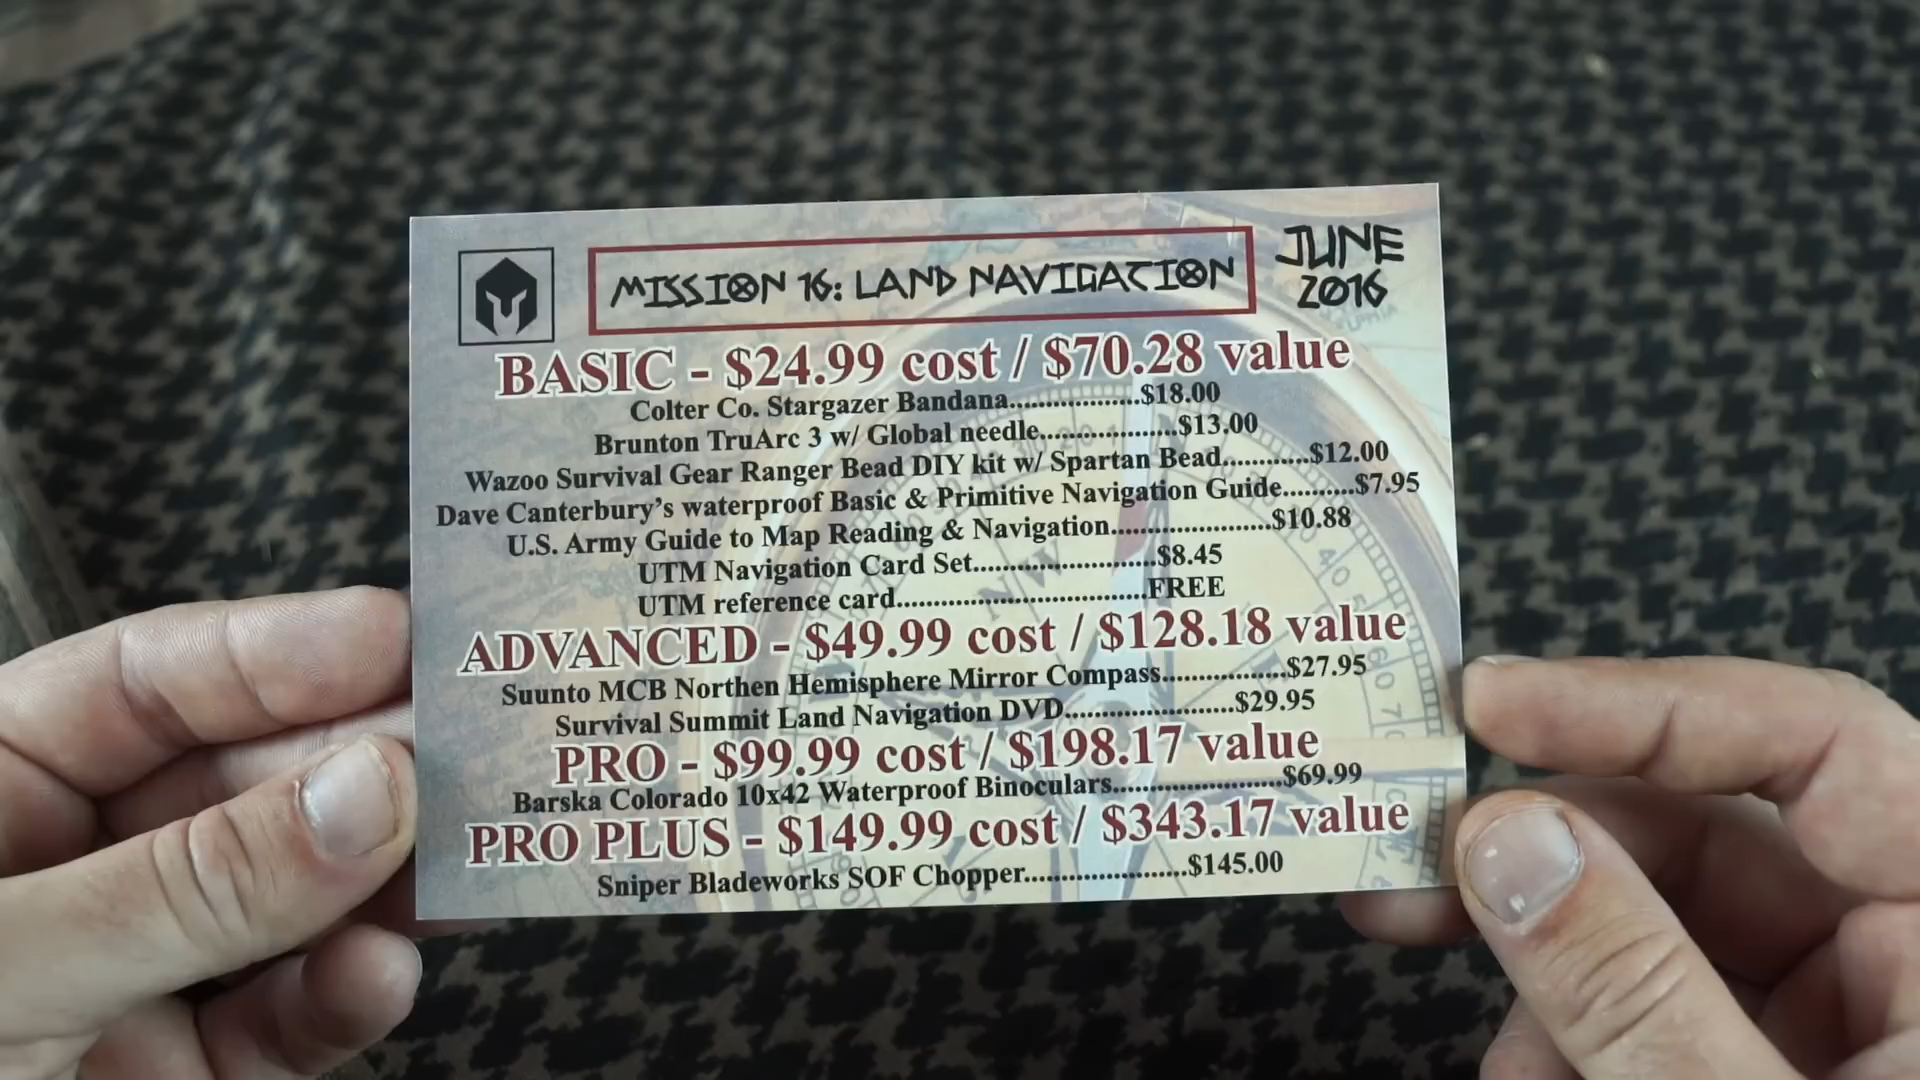 MISSION 16: LAND NAVIGATION
JUNE
2016
BASIC - $24.99 cost / $70.28 value
Colter Co. Stargazer Bandana.................$18.00
Brunton TruArc 3 w/ Global needle.................$13.00
Wazoo Survival Gear Ranger Bead DIY kit w/ Spartan Bead...........$12.00
Dave Canterbury's waterproof Basic & Primitive Navigation Guide..........$7.95
U.S. Army Guide to Map Reading & Navigation.....................$10.88
UTM Navigation Card Set........................$8.45
UTM reference card................................FREE
ADVANCED - $49.99 cost / $128.18 value
Suunto MCB Northen Hemisphere Mirror Compass................$27.95
Survival Summit Land Navigation DVD......................$29.95
PRO - $99.99 cost / $198.17 value
Barska Colorado 10x42 Waterproof Binoculars......................$69.99
PRO PLUS - $149.99 cost / $343.17 value
Sniper Bladeworks SOF Chopper.....................$145.00